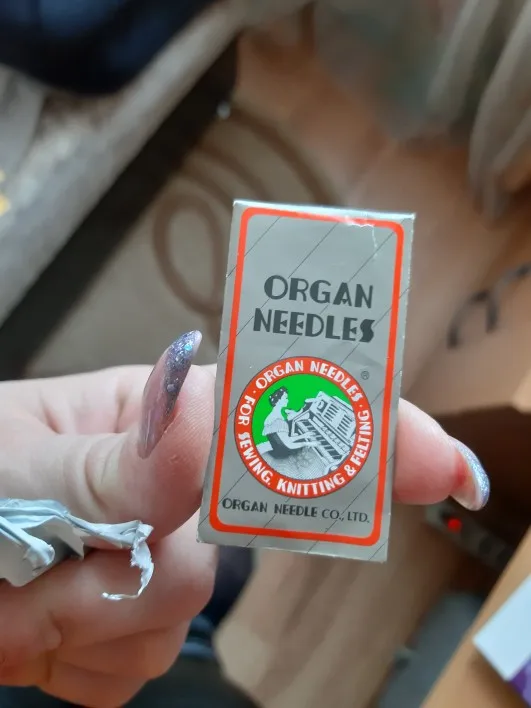 ORGAN
NEEDLES
®
· ORGAN NEEDLES ·
FOR SEWING, KNITTING & FELTING
ORGAN NEEDLE CO., LTD.